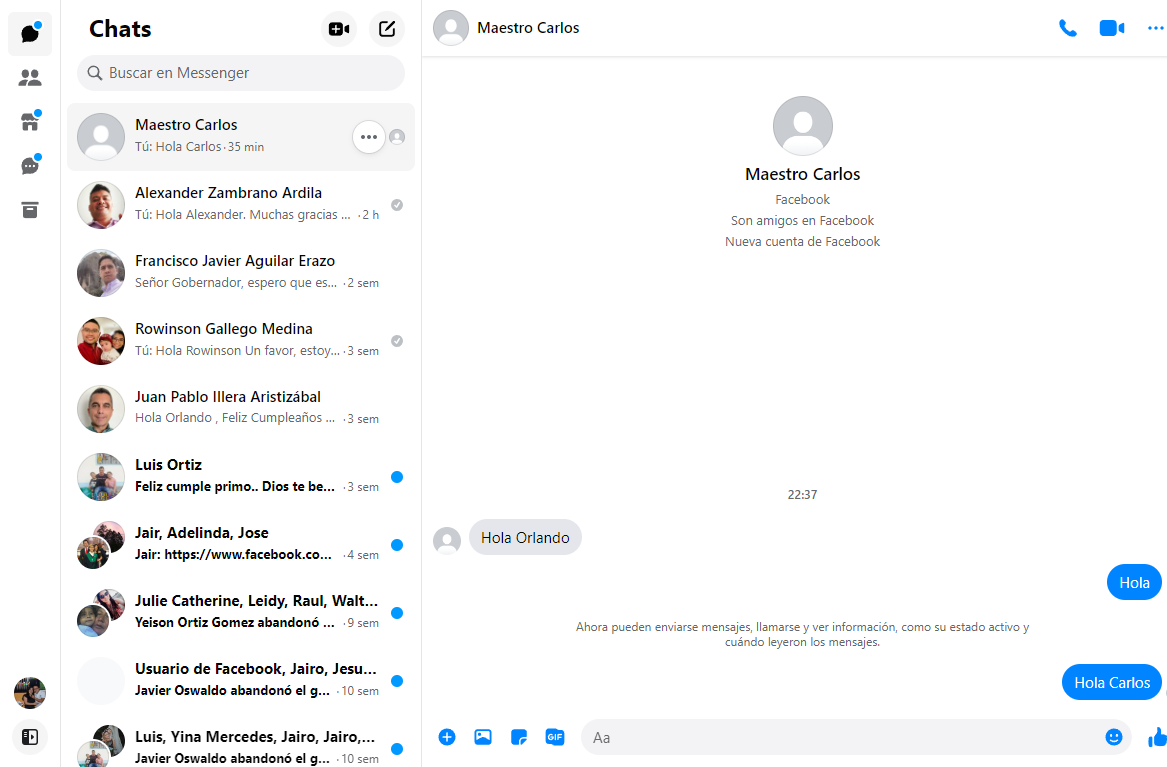 Chats
Buscar en Messenger
Maestro Carlos
Tú: Hola Carlos · 35 min
Alexander Zambrano Ardila
Tú: Hola Alexander. Muchas gracias ... · 2 h
Francisco Javier Aguilar Erazo
Señor Gobernador, espero que es... · 2 sem
Rowinson Gallego Medina
Tú: Hola Rowinson Un favor, estoy... · 3 sem
Juan Pablo Illera Aristizábal
Hola Orlando , Feliz Cumpleaños ... · 3 sem
Luis Ortiz
Feliz cumple primo.. Dios te be... · 3 sem
Jair, Adelinda, Jose
Jair: https://www.facebook.co... · 4 sem
Julie Catherine, Leidy, Raul, Walt...
Yeison Ortiz Gomez abandonó ... · 9 sem
Usuario de Facebook, Jairo, Jesu...
Javier Oswaldo abandonó el g... · 10 sem
Luis, Yina Mercedes, Jairo, Jairo,...
Javier Oswaldo abandonó el g... · 10 sem
Maestro Carlos
Maestro Carlos
Facebook
Son amigos en Facebook
Nueva cuenta de Facebook
22:37
Hola Orlando
Hola
Ahora pueden enviarse mensajes, llamarse y ver información, como su estado activo y
cuándo leyeron los mensajes.
Hola Carlos
GIF
Aa